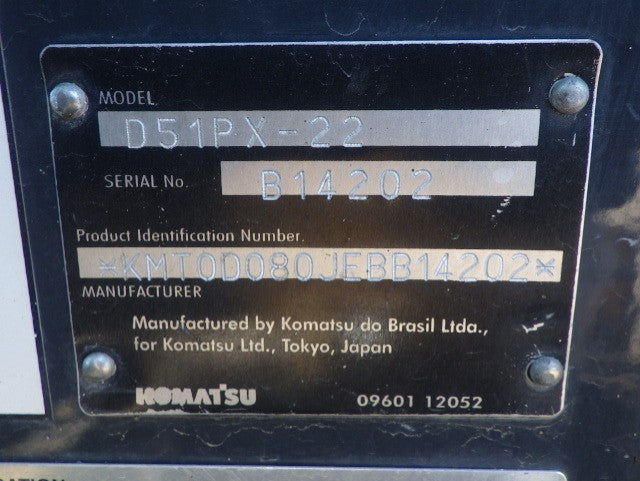 MODEL
D51PX-22
SERIAL No.
B14202
Product Identification Number
*KMT0D080JEBB14202*
MANUFACTURER
Manufactured by Komatsu do Brasil Ltda.,
for Komatsu Ltd., Tokyo, Japan
KOMATSU
09601 12052